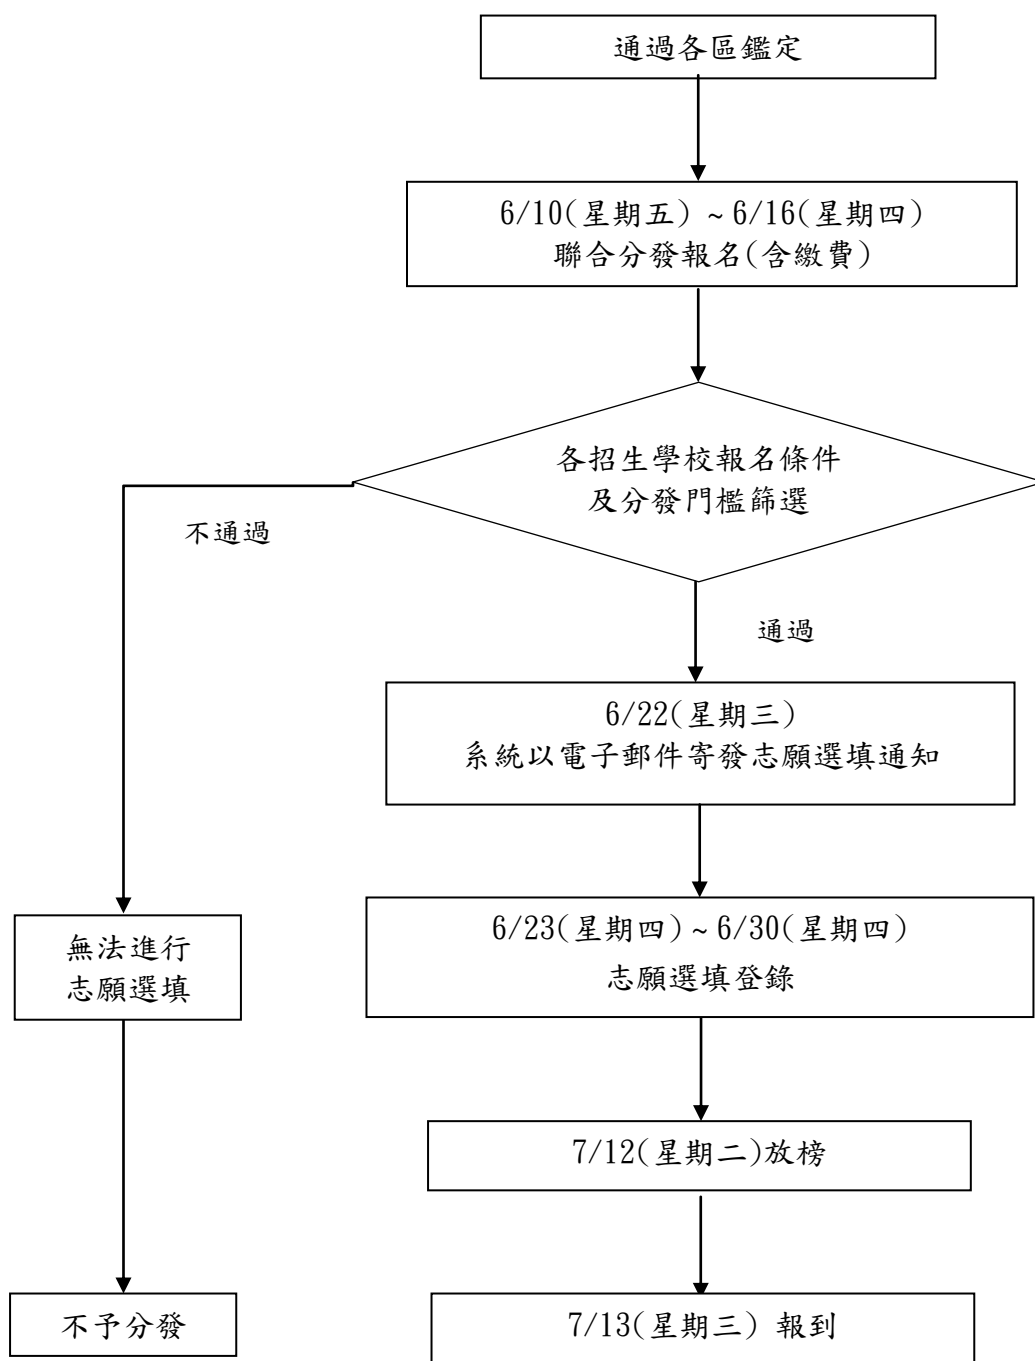 通過各區鑑定
6/10(星期五) ~ 6/16(星期四)
聯合分發報名(含繳費)
各招生學校報名條件
及分發門檻篩選
不通過
通過
6/22(星期三)
系統以電子郵件寄發志願選填通知
6/23(星期四) ~ 6/30(星期四)
志願選填登錄
無法進行
志願選填
7/12(星期二)放榜
不予分發
7/13(星期三) 報到